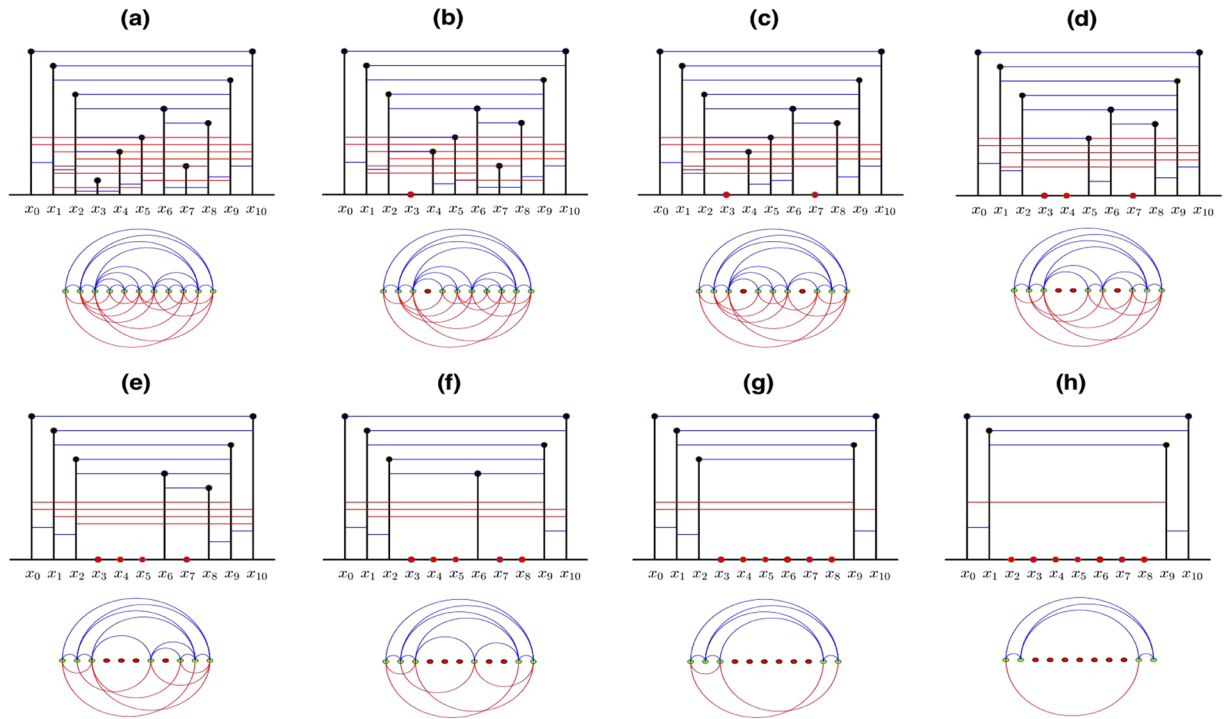 (a) (b) (c) (d)
x₀ x₁ x₂ x₃ x₄ x₅ x₆ x₇ x₈ x₉ x₁₀ x₀ x₁ x₂ x₃ x₄ x₅ x₆ x₇ x₈ x₉ x₁₀ x₀ x₁ x₂ x₃ x₄ x₅ x₆ x₇ x₈ x₉ x₁₀ x₀ x₁ x₂ x₃ x₄ x₅ x₆ x₇ x₈ x₉ x₁₀
(e) (f) (g) (h)
x₀ x₁ x₂ x₃ x₄ x₅ x₆ x₇ x₈ x₉ x₁₀ x₀ x₁ x₂ x₃ x₄ x₅ x₆ x₇ x₈ x₉ x₁₀ x₀ x₁ x₂ x₃ x₄ x₅ x₆ x₇ x₈ x₉ x₁₀ x₀ x₁ x₂ x₃ x₄ x₅ x₆ x₇ x₈ x₉ x₁₀